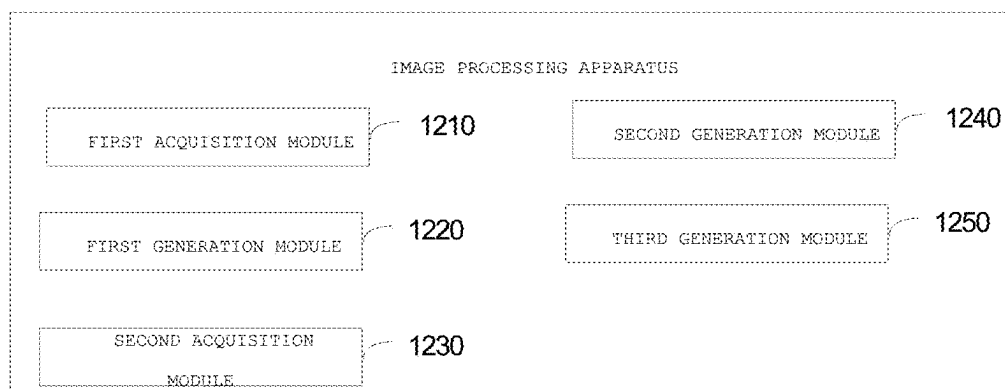 IMAGE PROCESSING APPARATUS
FIRST ACQUISITION MODULE
1210
SECOND GENERATION MODULE
1240
FIRST GENERATION MODULE
1220
THIRD GENERATION MODULE
1250
SECOND ACQUISITION
MODULE
1230